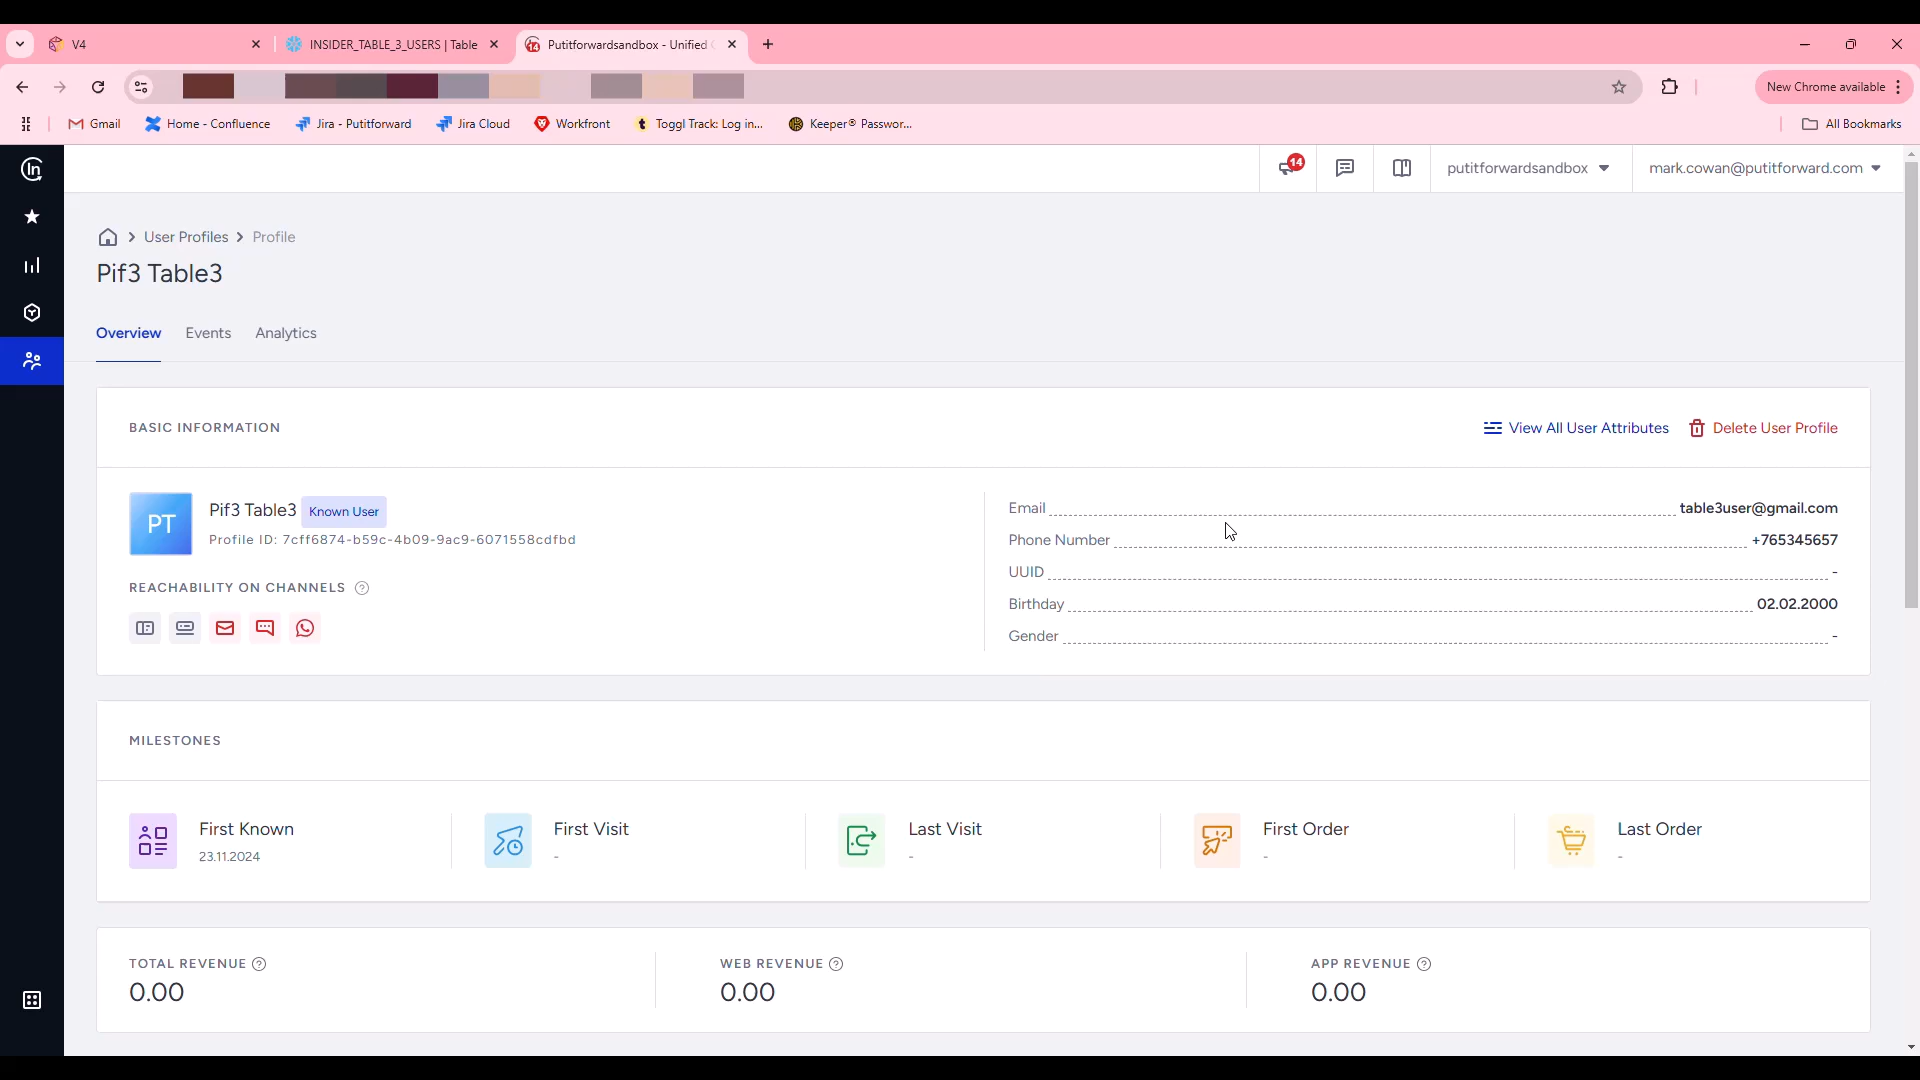 V4
INSIDER_TABLE_3_USERS | Table
14
Putitforwardsandbox - Unified
New Chrome available
Gmail
Home - Confluence
Jira - Putitforward
Jira Cloud
Workfront
Toggl Track: Log in...
Keeper® Passwor...
All Bookmarks
In
14
putitforwardsandbox
mark.cowan@putitforward.com
User Profiles
Profile
Pif3 Table3
Overview
Events
Analytics
BASIC INFORMATION
View All User Attributes
Delete User Profile
PT
Pif3 Table3
Known User
Profile ID: 7cff6874-b59c-4b09-9ac9-6071558cdfbd
REACHABILITY ON CHANNELS ?
Email table3user@gmail.com
Phone Number +765345657
UUID -
Birthday 02.02.2000
Gender -
MILESTONES
First Known
23.11.2024
First Visit
-
Last Visit
-
First Order
-
Last Order
-
TOTAL REVENUE ?
0.00
WEB REVENUE ?
0.00
APP REVENUE ?
0.00